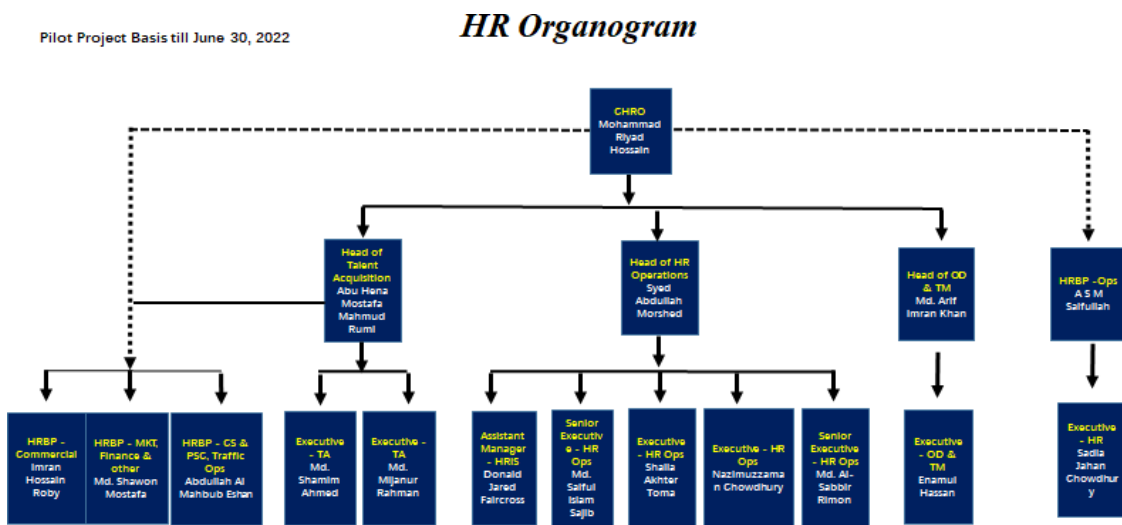 Pilot Project Basis till June 30, 2022
HR Organogram
CHRO
Mohammad
Riyad
Hossain
Head of
Talent
Acquisition
Abu Hena
Mostafa
Mahmud
Rumi
Head of HR
Operations
Syed
Abdullah
Morshed
Head of OD
& TM
Md. Arif
Imran Khan
HRBP -Ops
A S M
Saifullah
HRBP -
Commercial
Imran
Hossain
Roby
HRBP - MKT,
Finance &
other
Md. Shawon
Mostafa
HRBP - CS &
PSC, Traffic
Ops
Abdullah Al
Mahbub Eshan
Executive
- TA
Md.
Shamim
Ahmed
Executive -
TA
Md.
Mijanur
Rahman
Assistant
Manager
- HRIS
Donald
Jared
Faircross
Senior
Executiv
e - HR
Ops
Md.
Saiful
Islam
Sajib
Executive
- HR Ops
Shaila
Akhter
Toma
Executive - HR
Ops
Nazimuzzama
n Chowdhury
Senior
Executive
- HR Ops
Md. Al-
Sabbir
Rimon
Executive
- OD &
TM
Enamul
Hassan
Executive
- HR
Sadia
Jahan
Chowdhur
y